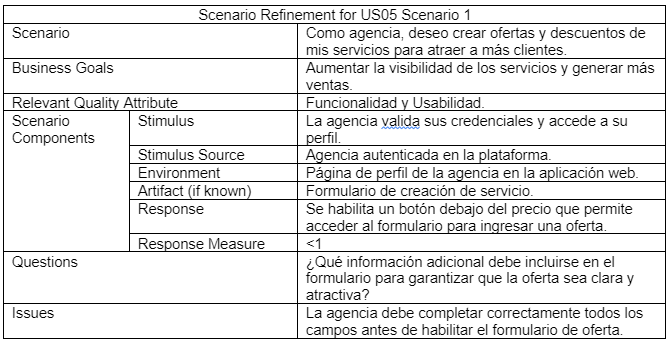 Scenario Refinement for US05 Scenario 1
Scenario
Como agencia, deseo crear ofertas y descuentos de
mis servicios para atraer a más clientes.
Business Goals
Aumentar la visibilidad de los servicios y generar más
ventas.
Relevant Quality Attribute
Funcionalidad y Usabilidad.
Scenario
Components
Stimulus
La agencia valida sus credenciales y accede a su
perfil.
Stimulus Source
Agencia autenticada en la plataforma.
Environment
Página de perfil de la agencia en la aplicación web.
Artifact (if known)
Formulario de creación de servicio.
Response
Se habilita un botón debajo del precio que permite
acceder al formulario para ingresar una oferta.
Response Measure
<1
Questions
¿Qué información adicional debe incluirse en el
formulario para garantizar que la oferta sea clara y
atractiva?
Issues
La agencia debe completar correctamente todos los
campos antes de habilitar el formulario de oferta.